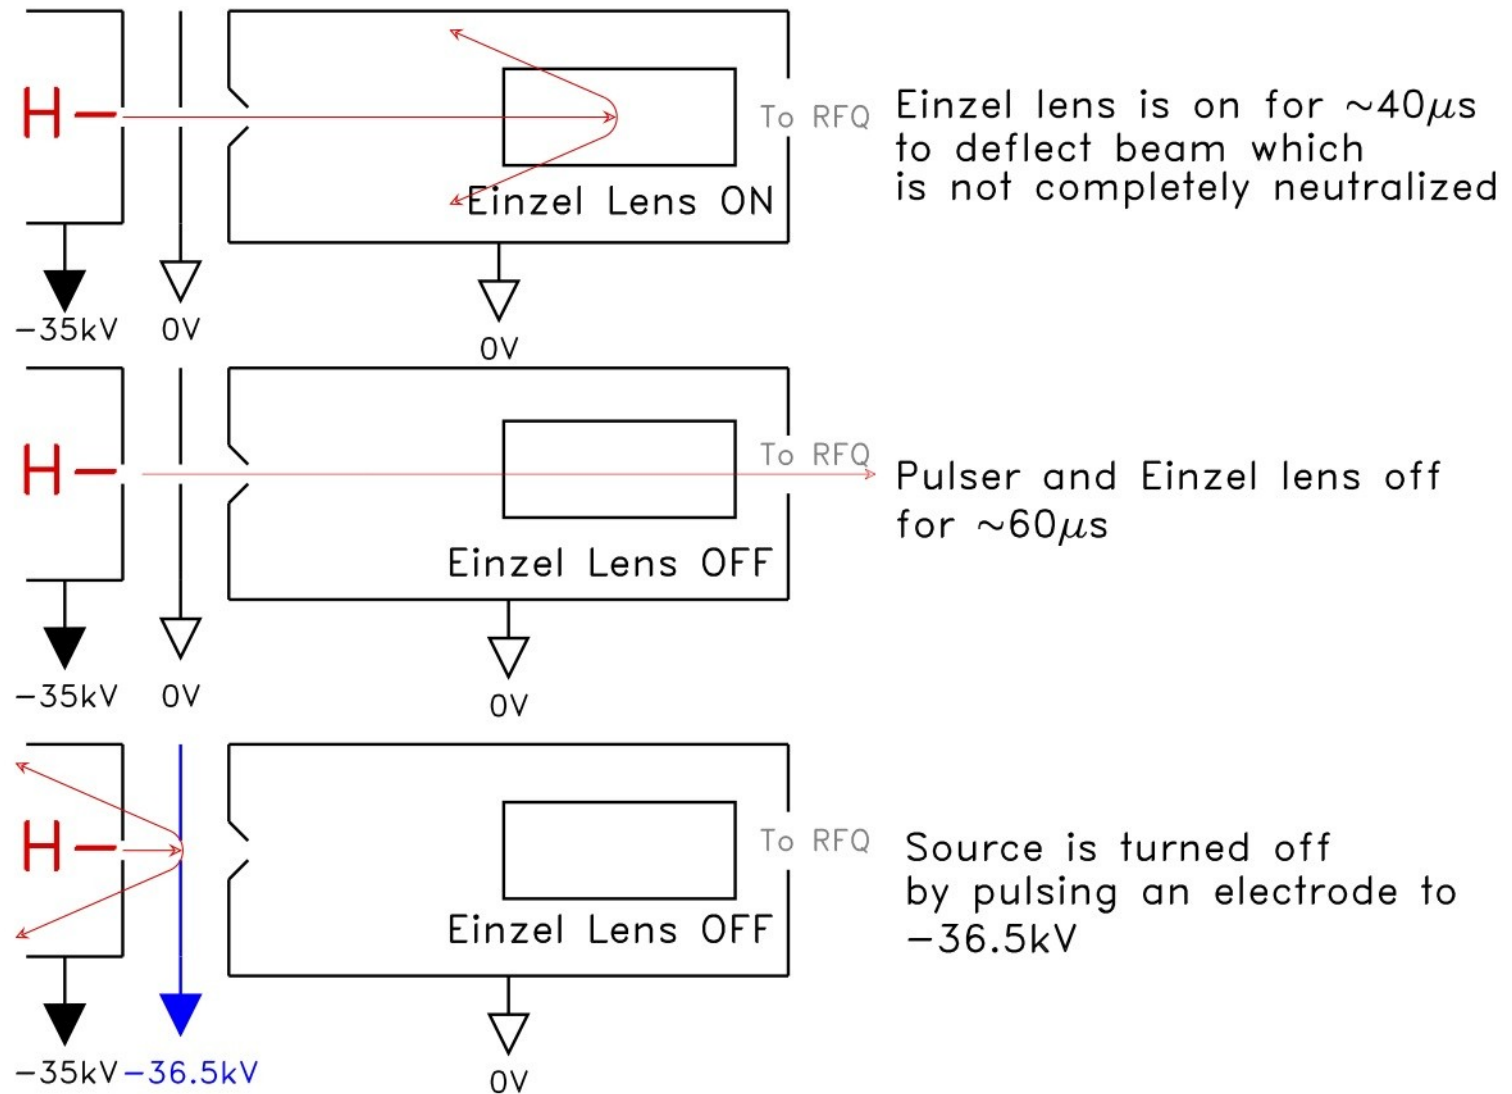 H-
To RFQ
Einzel Lens ON
-35kV
0V
0V
Einzel lens is on for ~40μs
to deflect beam which
is not completely neutralized
H-
To RFQ
Einzel Lens OFF
-35kV
0V
0V
Pulser and Einzel lens off
for ~60μs
H-
To RFQ
Einzel Lens OFF
-35kV
-36.5kV
0V
Source is turned off
by pulsing an electrode to
-36.5kV